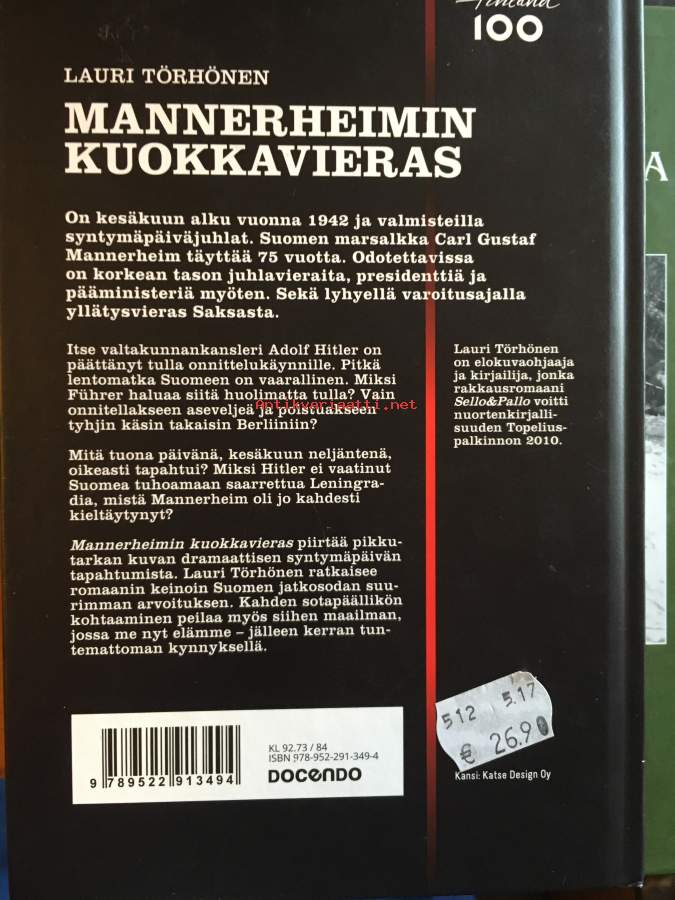 Finland
100
LAURI TÖRHÖNEN
MANNERHEIMIN
KUOKKAVIERAS
A
On kesäkuun alku vuonna 1942 ja valmisteilla
syntymäpäiväjuhlat. Suomen marsalkka Carl Gustaf
Mannerheim täyttää 75 vuotta. Odotettavissa
on korkean tason juhlavieraita, presidenttiä ja
pääministeriä myöten. Sekä lyhyellä varoitusajalla
yllätysvieras Saksasta.
Itse valtakunnankansleri Adolf Hitler on
päättänyt tulla onnittelukäynnille. Pitkä
lentomatka Suomeen on vaarallinen. Miksi
Führer haluaa siitä huolimatta tulla? Vain
onnitellakseen aseveljeä ja poistuakseen
tyhjin käsin takaisin Berliiniin?
Antikvariaatti.net
Mitä tuona päivänä, kesäkuun neljäntenä,
oikeasti tapahtui? Miksi Hitler ei vaatinut
Suomea tuhoamaan saarrettua Leningra-
dia, mistä Mannerheim oli jo kahdesti
kieltäytynyt?
Mannerheimin kuokkavieras piirtää pikku-
tarkan kuvan dramaattisen syntymäpäivän
tapahtumista. Lauri Törhönen ratkaisee
romaanin keinoin Suomen jatkosodan suu-
rimman arvoituksen. Kahden sotapäällikön
kohtaaminen peilaa myös siihen maailman,
jossa me nyt elämme – jälleen kerran tun-
temattoman kynnyksellä.
Lauri Törhönen
on elokuvaohjaaja
ja kirjailija, jonka
rakkausromaani
Sello&Pallo voitti
nuortenkirjalli-
suuden Topelius-
palkinnon 2010.
KL 92.73 / 84
ISBN 978-952-291-349-4
DOCENDO
9 789522 913494
512 5.17
€ 26.90
Kansi: Katse Design Oy